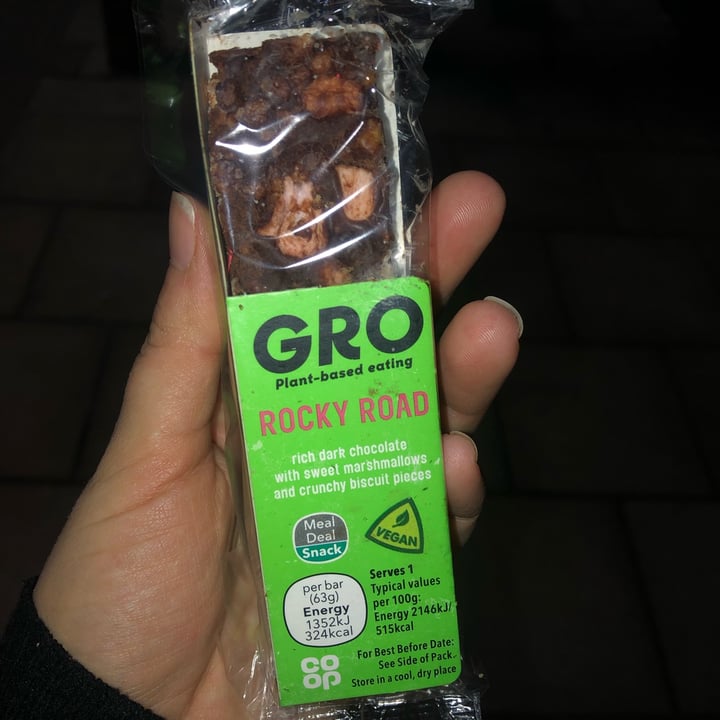 GRO
Plant-based eating
ROCKY ROAD
rich dark chocolate
with sweet marshmallows
and crunchy biscuit pieces
Meal
Deal
Snack
VEGAN
per bar
(63g)
Energy
1352kJ
324kcal
Serves 1
Typical values
per 100g:
Energy 2146kJ/
515kcal
CO
OP
For Best Before Date:
See Side of Pack.
Store in a cool, dry place